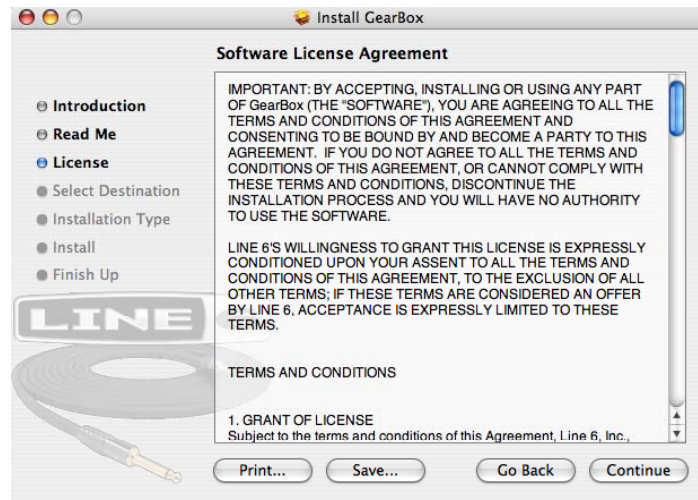 Install GearBox
Software License Agreement
Introduction
Read Me
License
Select Destination
Installation Type
Install
Finish Up
LINE
IMPORTANT: BY ACCEPTING, INSTALLING OR USING ANY PART
OF GearBox (THE "SOFTWARE"), YOU ARE AGREEING TO ALL THE
TERMS AND CONDITIONS OF THIS AGREEMENT AND
CONSENTING TO BE BOUND BY AND BECOME A PARTY TO THIS
AGREEMENT. IF YOU DO NOT AGREE TO ALL THE TERMS AND
CONDITIONS OF THIS AGREEMENT, OR CANNOT COMPLY WITH
THESE TERMS AND CONDITIONS, DISCONTINUE THE
INSTALLATION PROCESS AND YOU WILL HAVE NO AUTHORITY
TO USE THE SOFTWARE.
LINE 6'S WILLINGNESS TO GRANT THIS LICENSE IS EXPRESSLY
CONDITIONED UPON YOUR ASSENT TO ALL THE TERMS AND
CONDITIONS OF THIS AGREEMENT, TO THE EXCLUSION OF ALL
OTHER TERMS; IF THESE TERMS ARE CONSIDERED AN OFFER
BY LINE 6, ACCEPTANCE IS EXPRESSLY LIMITED TO THESE
TERMS.
TERMS AND CONDITIONS
1. GRANT OF LICENSE
Subject to the terms and conditions of this Agreement, Line 6, Inc.,
Print...
Save...
Go Back
Continue